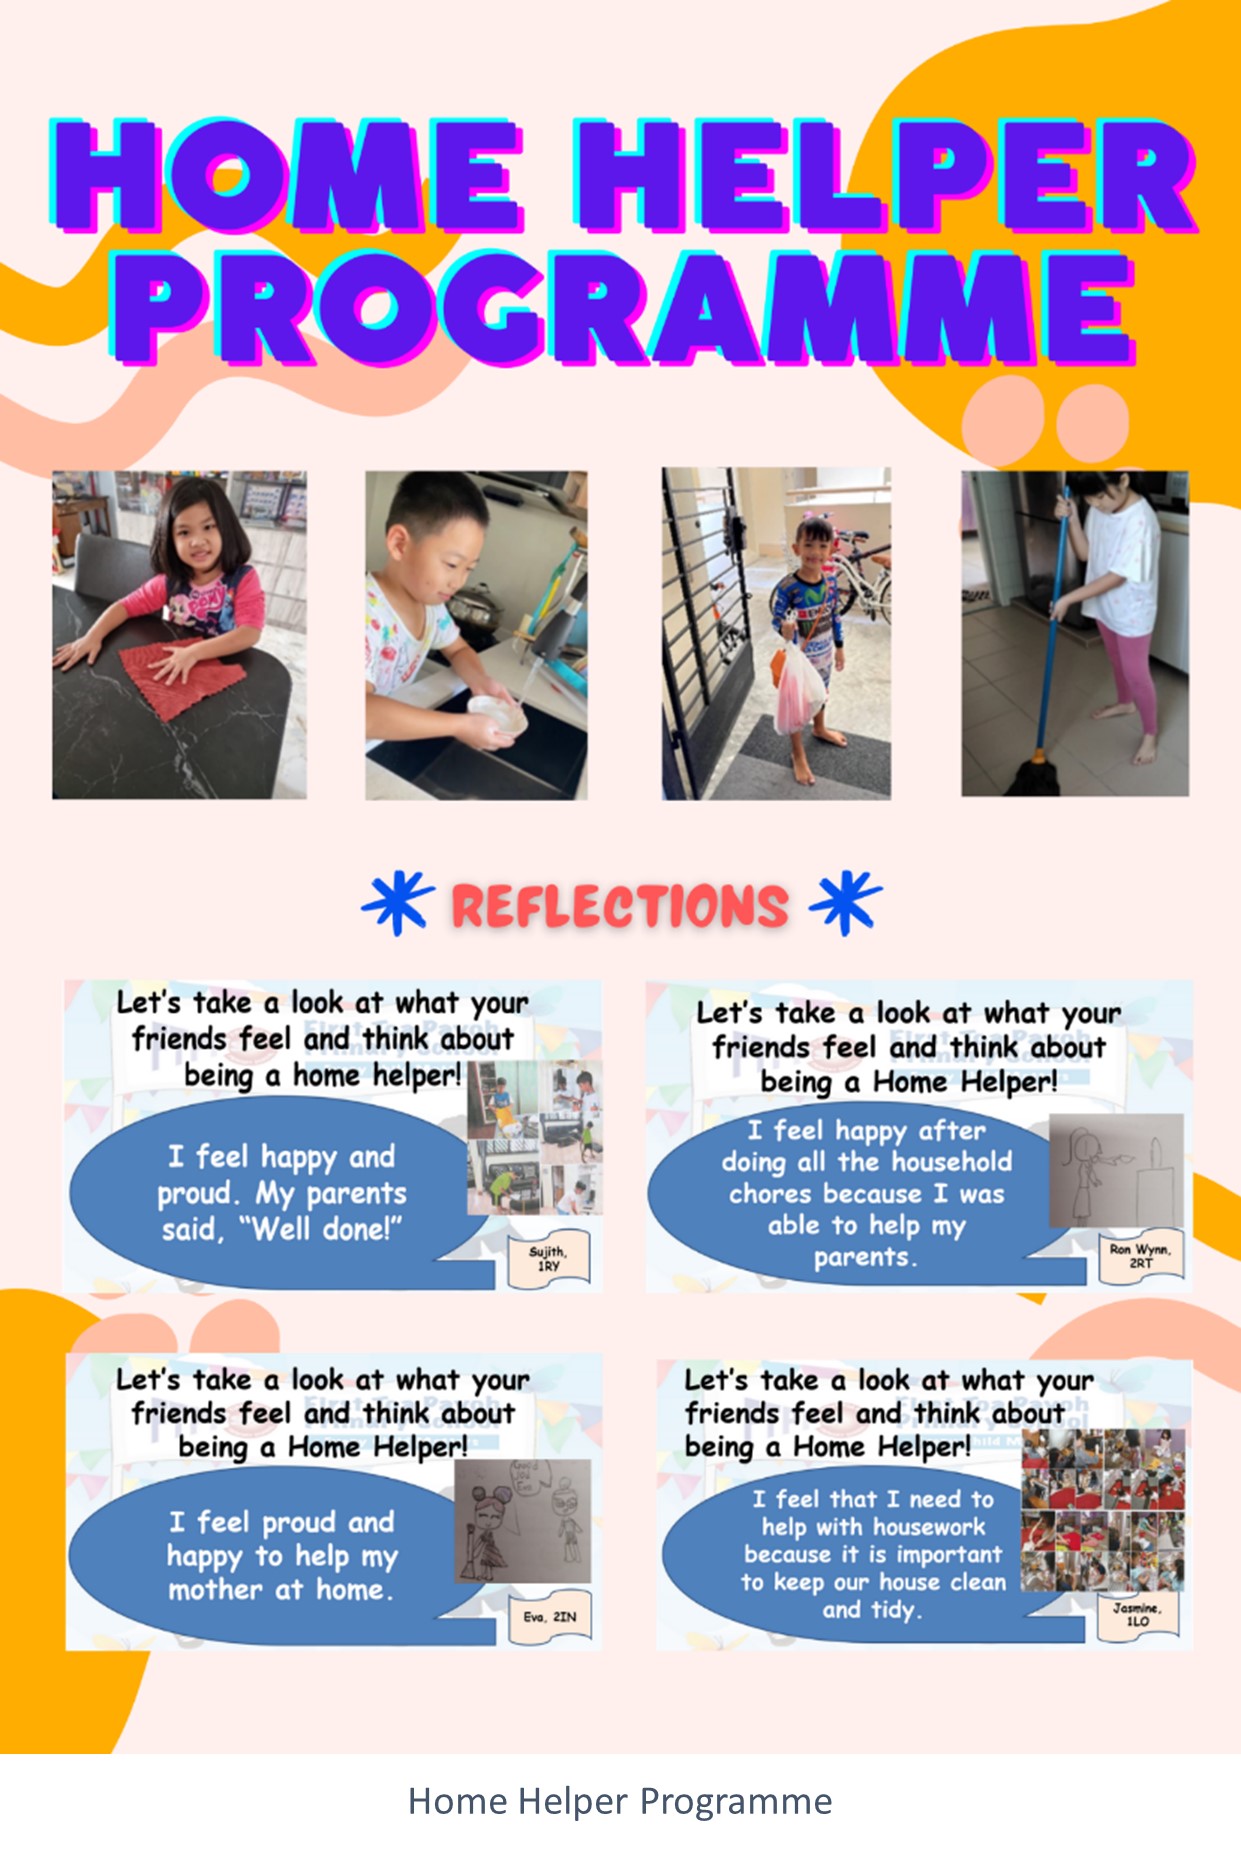 HOME HELPER
PROGRAMME
REFLECTIONS
Let's take a look at what your
friends feel and think about
being a home helper!
I feel happy and
proud. My parents
said, “Well done!”
Sujith,
1RY
Let's take a look at what your
friends feel and think about
being a Home Helper!
I feel happy after
doing all the household
chores because I was
able to help my
parents.
Ron Wynn,
2RT
Let's take a look at what your
friends feel and think about
being a Home Helper!
I feel proud and
happy to help my
mother at home.
Eva, 2IN
Let's take a look at what your
friends feel and think about
being a Home Helper!
I feel that I need to
help with housework
because it is important
to keep our house clean
and tidy.
Jasmine,
1LO
Home Helper Programme